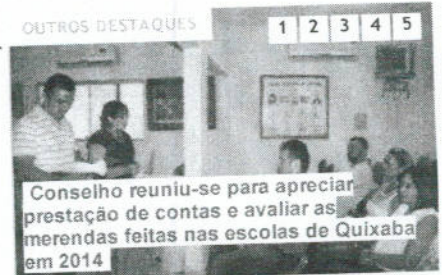 OUTROS DESTAQUES
1 2 3 4 5
Conselho reuniu-se para apreciar
prestação de contas e avaliar as
merendas feitas nas escolas de Quixaba
em 2014